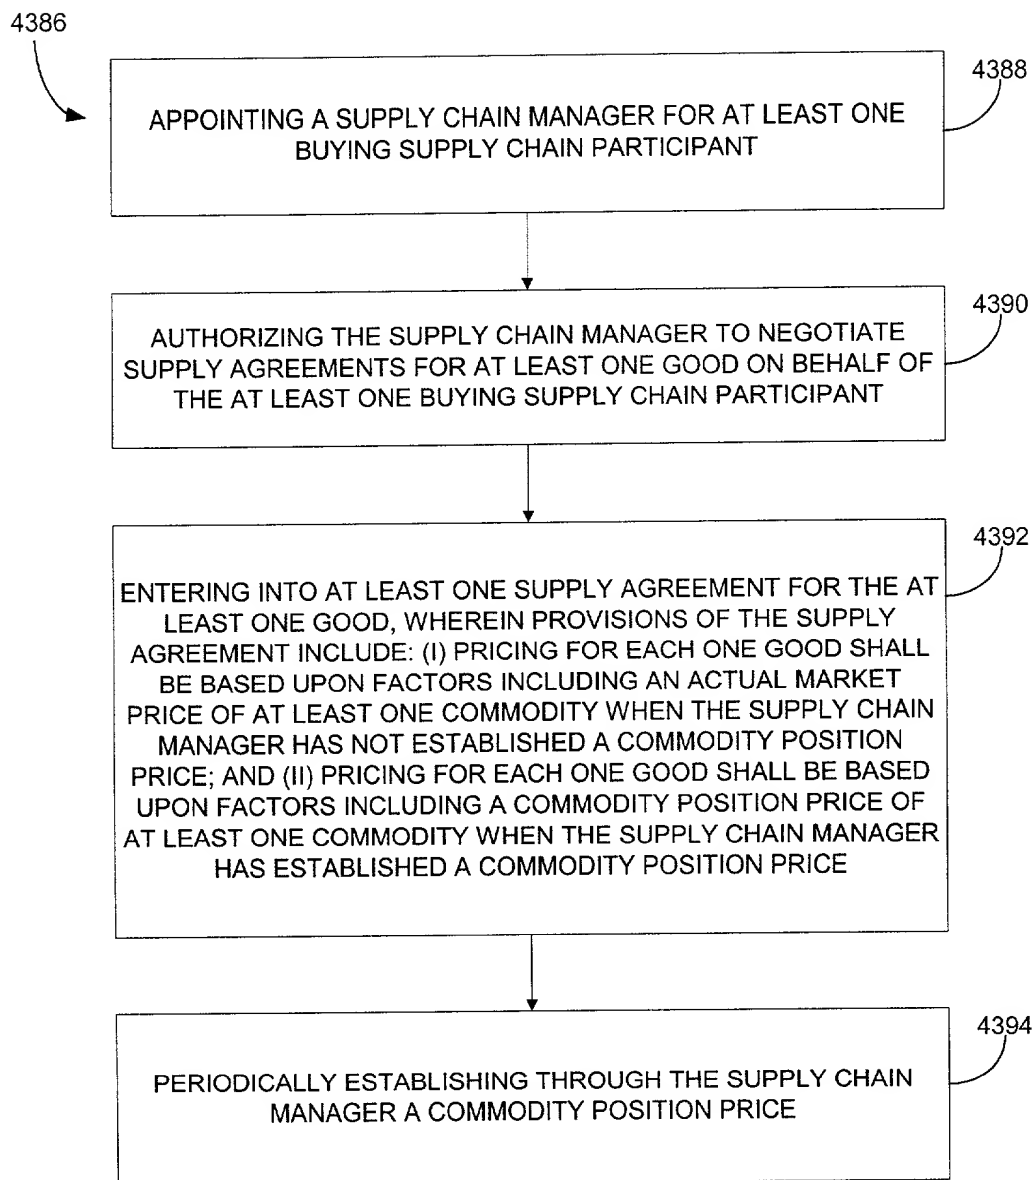 4386
4388
APPOINTING A SUPPLY CHAIN MANAGER FOR AT LEAST ONE
BUYING SUPPLY CHAIN PARTICIPANT
4390
AUTHORIZING THE SUPPLY CHAIN MANAGER TO NEGOTIATE
SUPPLY AGREEMENTS FOR AT LEAST ONE GOOD ON BEHALF OF
THE AT LEAST ONE BUYING SUPPLY CHAIN PARTICIPANT
4392
ENTERING INTO AT LEAST ONE SUPPLY AGREEMENT FOR THE AT
LEAST ONE GOOD, WHEREIN PROVISIONS OF THE SUPPLY
AGREEMENT INCLUDE: (I) PRICING FOR EACH ONE GOOD SHALL
BE BASED UPON FACTORS INCLUDING AN ACTUAL MARKET
PRICE OF AT LEAST ONE COMMODITY WHEN THE SUPPLY CHAIN
MANAGER HAS NOT ESTABLISHED A COMMODITY POSITION
PRICE; AND (II) PRICING FOR EACH ONE GOOD SHALL BE BASED
UPON FACTORS INCLUDING A COMMODITY POSITION PRICE OF
AT LEAST ONE COMMODITY WHEN THE SUPPLY CHAIN MANAGER
HAS ESTABLISHED A COMMODITY POSITION PRICE
4394
PERIODICALLY ESTABLISHING THROUGH THE SUPPLY CHAIN
MANAGER A COMMODITY POSITION PRICE